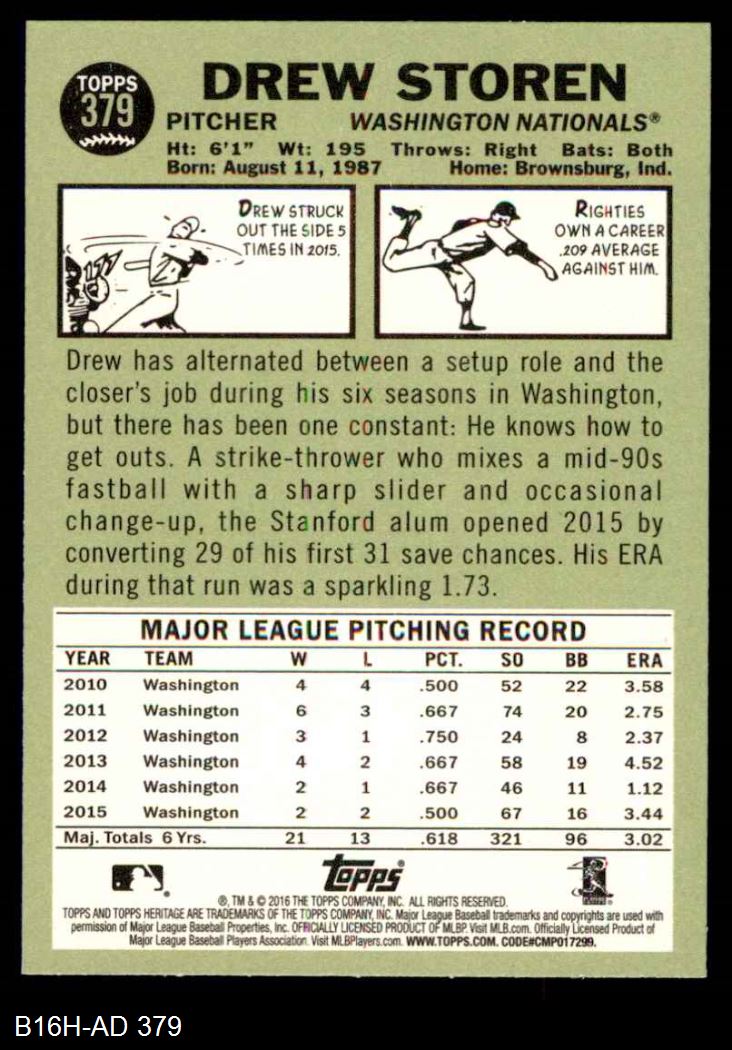 TOPPS
379
DREW STOREN
PITCHER WASHINGTON NATIONALS®
Ht: 6'1" Wt: 195 Throws: Right Bats: Both
Born: August 11, 1987 Home: Brownsburg, Ind.
DREW STRUCK
OUT THE SIDE 5
TIMES IN 2015.
RIGHTIES
OWN A CAREER
.209 AVERAGE
AGAINST HIM.
Drew has alternated between a setup role and the
closer's job during his six seasons in Washington,
but there has been one constant: He knows how to
get outs. A strike-thrower who mixes a mid-90s
fastball with a sharp slider and occasional
change-up, the Stanford alum opened 2015 by
converting 29 of his first 31 save chances. His ERA
during that run was a sparkling 1.73.
MAJOR LEAGUE PITCHING RECORD
YEAR TEAM W L PCT. SO BB ERA
2010 Washington 4 4 .500 52 22 3.58
2011 Washington 6 3 .667 74 20 2.75
2012 Washington 3 1 .750 24 8 2.37
2013 Washington 4 2 .667 58 19 4.52
2014 Washington 2 1 .667 46 11 1.12
2015 Washington 2 2 .500 67 16 3.44
Maj. Totals 6 Yrs. 21 13 .618 321 96 3.02
topps®
®, TM & © 2016 THE TOPPS COMPANY, INC. ALL RIGHTS RESERVED.
TOPPS AND TOPPS HERITAGE ARE TRADEMARKS OF THE TOPPS COMPANY, INC. Major League Baseball trademarks and copyrights are used with
permission of Major League Baseball Properties, Inc. OFFICIALLY LICENSED PRODUCT OF MLBP. Visit MLB.com. Officially Licensed Product of
Major League Baseball Players Association. Visit MLBPlayers.com. WWW.TOPPS.COM. CODE#CMP017299.
B16H-AD 379